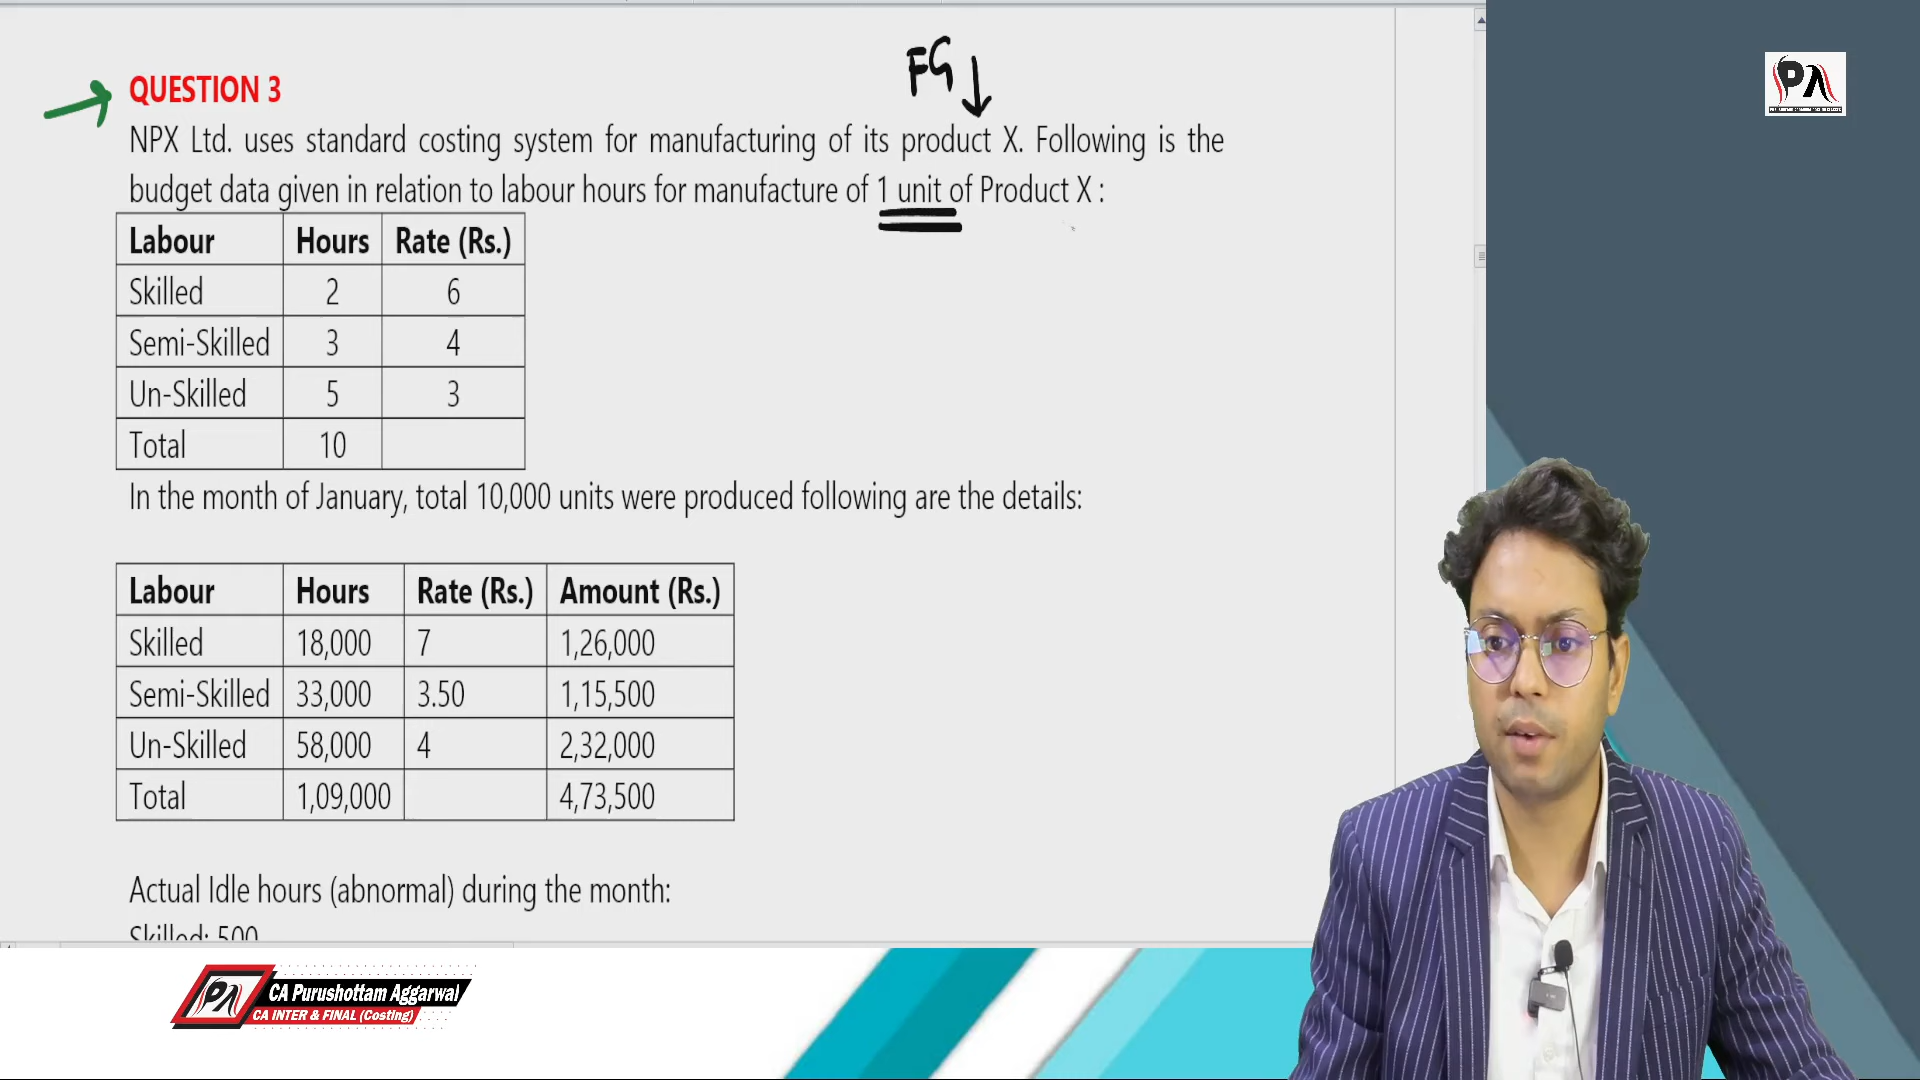 FG ↓
QUESTION 3
NPX Ltd. uses standard costing system for manufacturing of its product X. Following is the
budget data given in relation to labour hours for manufacture of 1 unit of Product X :
Labour Hours Rate (Rs.)
Skilled 2 6
Semi-Skilled 3 4
Un-Skilled 5 3
Total 10
In the month of January, total 10,000 units were produced following are the details:
Labour Hours Rate (Rs.) Amount (Rs.)
Skilled 18,000 7 1,26,000
Semi-Skilled 33,000 3.50 1,15,500
Un-Skilled 58,000 4 2,32,000
Total 1,09,000 4,73,500
Actual Idle hours (abnormal) during the month:
Skilled: 500
PA
PA
CA Purushottam Aggarwal
CA INTER & FINAL (Costing)